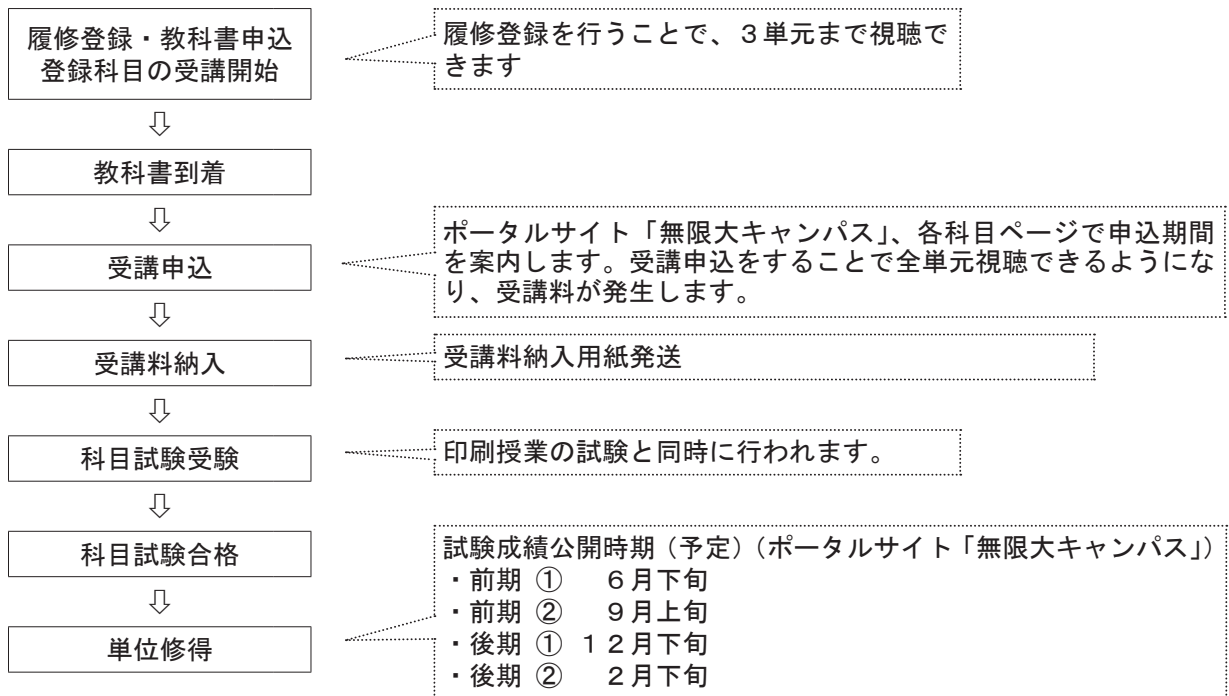 履修登録・教科書申込
登録科目の受講開始
履修登録を行うことで、３単元まで視聴で
きます
⇩
教科書到着
⇩
受講申込
ポータルサイト「無限大キャンパス」、各科目ページで申込期間
を案内します。受講申込をすることで全単元視聴できるようにな
り、受講料が発生します。
⇩
受講料納入
受講料納入用紙発送
⇩
科目試験受験
印刷授業の試験と同時に行われます。
⇩
科目試験合格
⇩
単位修得
試験成績公開時期（予定）（ポータルサイト「無限大キャンパス」）
・前期 ①　６月下旬
・前期 ②　９月上旬
・後期 ① １２月下旬
・後期 ②　２月下旬